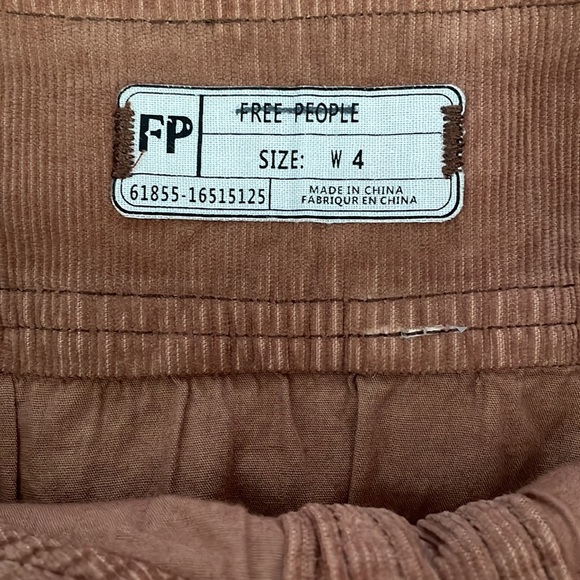 FP
FREE PEOPLE
SIZE: W 4
61855-16515125
MADE IN CHINA
FABRIQUR EN CHINA